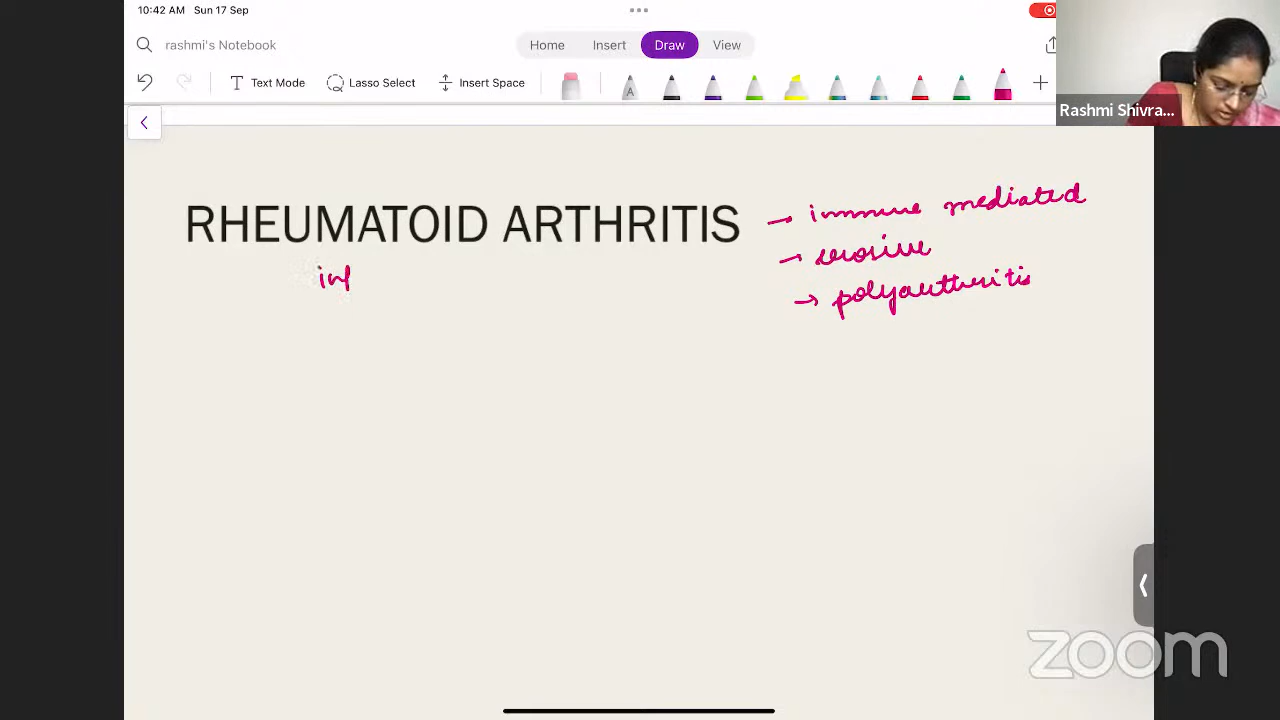 10:42 AM Sun 17 Sep
rashmi's Notebook
Home Insert Draw View
Text Mode Lasso Select Insert Space
A
Rashmi Shivra...
RHEUMATOID ARTHRITIS
→ immune mediated
→ erosive
→ polyarthritis
inf
zoom